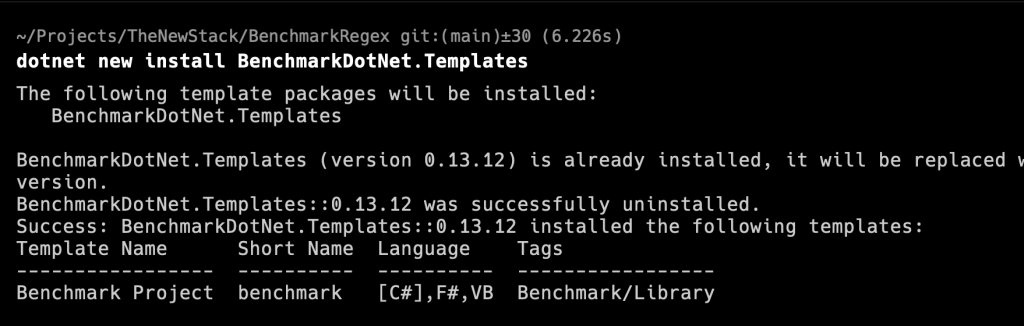 ~/Projects/TheNewStack/BenchmarkRegex git:(main)±30 (6.226s)
dotnet new install BenchmarkDotNet.Templates
The following template packages will be installed:
   BenchmarkDotNet.Templates

BenchmarkDotNet.Templates (version 0.13.12) is already installed, it will be replaced
version.
BenchmarkDotNet.Templates::0.13.12 was successfully uninstalled.
Success: BenchmarkDotNet.Templates::0.13.12 installed the following templates:
Template Name      Short Name  Language    Tags
-----------------  ----------  ----------  -----------------
Benchmark Project  benchmark   [C#],F#,VB  Benchmark/Library